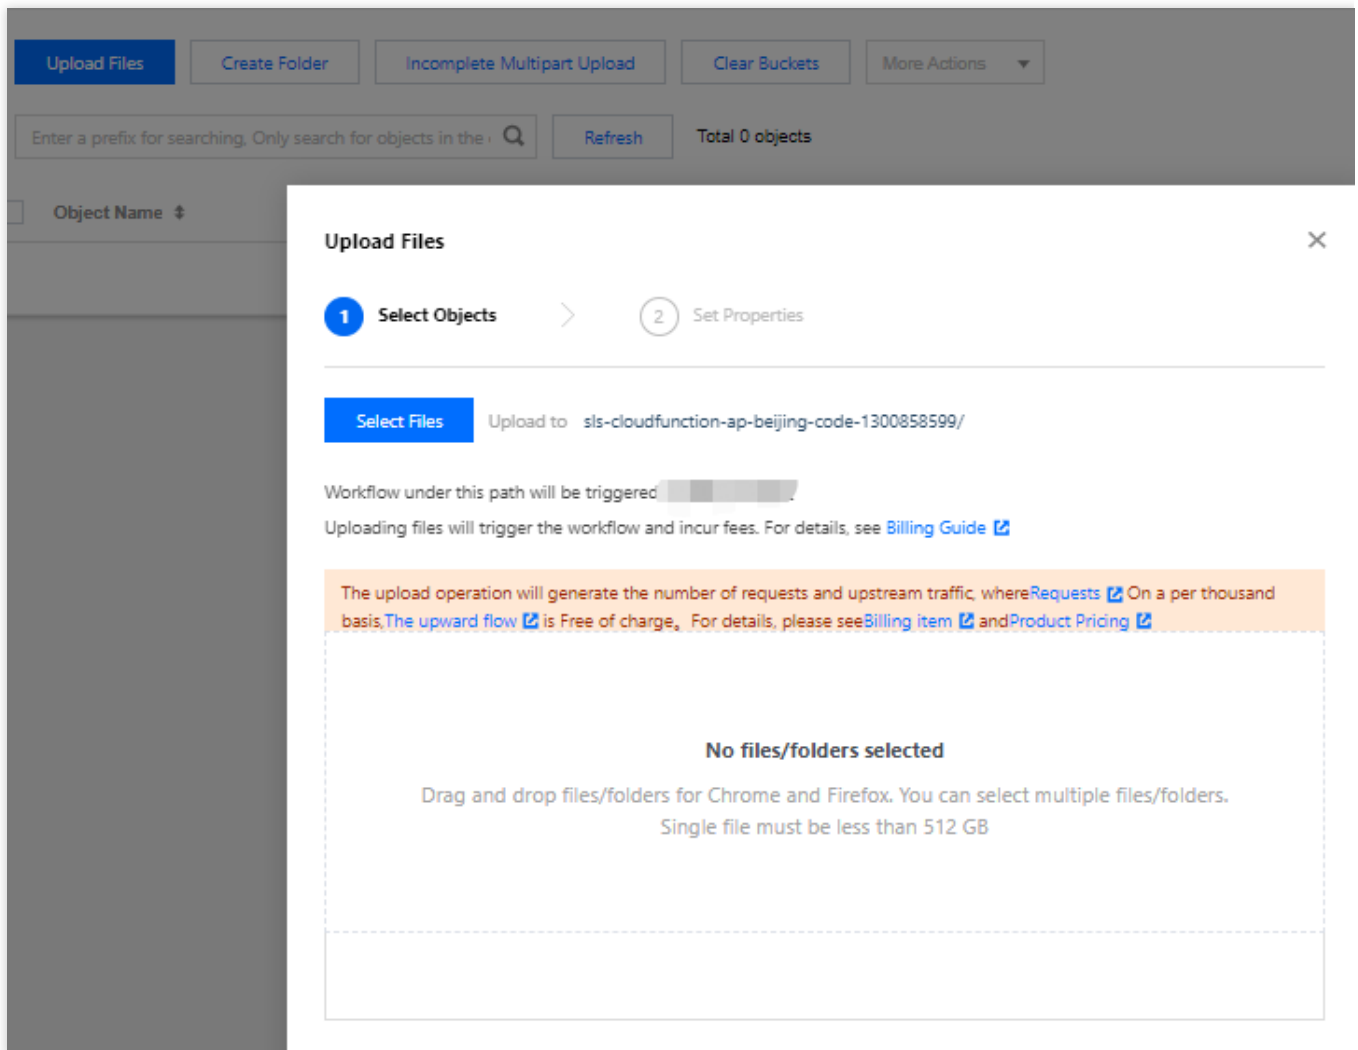 Upload Files Create Folder Incomplete Multipart Upload Clear Buckets More Actions
Enter a prefix for searching, Only search for objects in the Refresh Total 0 objects
Object Name
Upload Files
1 Select Objects 2 Set Properties
Select Files Upload to sls-cloudfunction-ap-beijing-code-1300858599/
Workflow under this path will be triggered
Uploading files will trigger the workflow and incur fees. For details, see Billing Guide
The upload operation will generate the number of requests and upstream traffic, whereRequests On a per thousand
basis,The upward flow is Free of charge。 For details, please seeBilling item andProduct Pricing
No files/folders selected
Drag and drop files/folders for Chrome and Firefox. You can select multiple files/folders.
Single file must be less than 512 GB